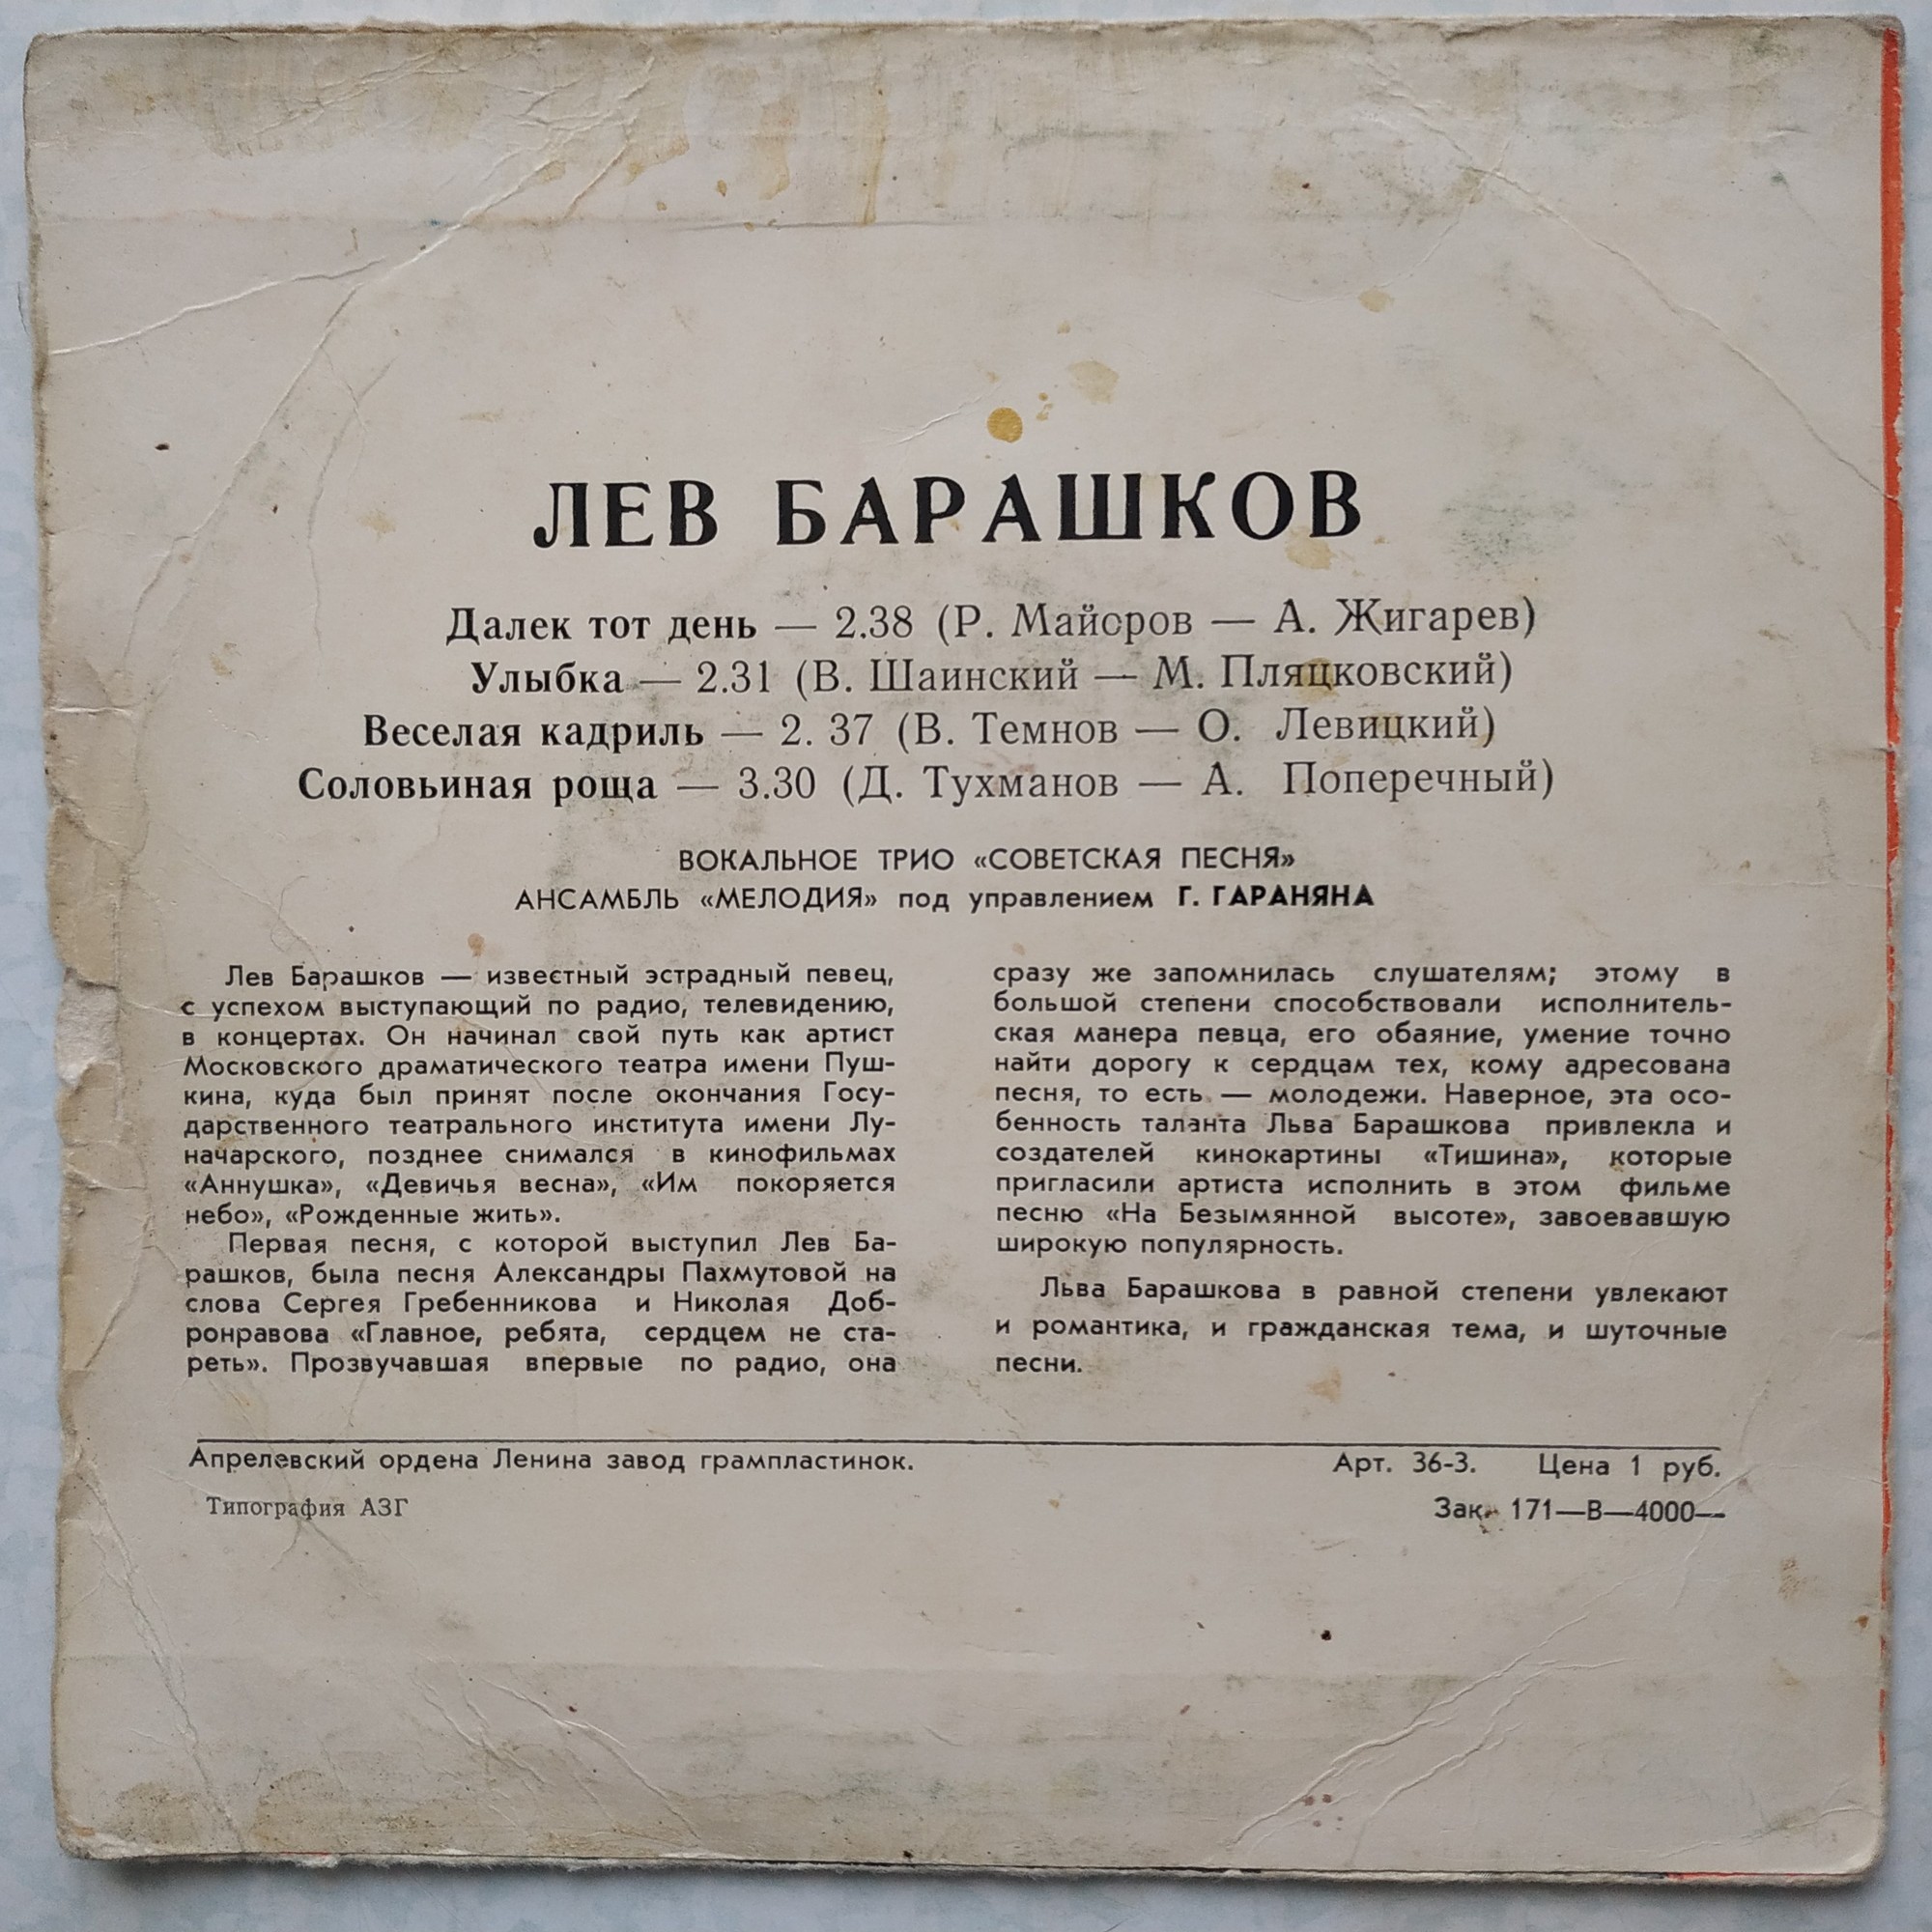 ЛЕВ БАРАШКОВ
Далек тот день — 2.38 (Р. Майоров — А. Жигарев)
Улыбка — 2.31 (В. Шаинский — М. Пляцковский)
Веселая кадриль — 2. 37 (В. Темнов — О. Левицкий)
Соловьиная роща — 3.30 (Д. Тухманов — А. Поперечный)
ВОКАЛЬНОЕ ТРИО «СОВЕТСКАЯ ПЕСНЯ»
АНСАМБЛЬ «МЕЛОДИЯ» под управлением Г. ГАРАНЯНА
Лев Барашков — известный эстрадный певец,
с успехом выступающий по радио, телевидению,
в концертах. Он начинал свой путь как артист
Московского драматического театра имени Пуш-
кина, куда был принят после окончания Госу-
дарственного театрального института имени Лу-
начарского, позднее снимался в кинофильмах
«Аннушка», «Девичья весна», «Им покоряется
небо», «Рожденные жить».
Первая песня, с которой выступил Лев Ба-
рашков, была песня Александры Пахмутовой на
слова Сергея Гребенникова и Николая Доб-
ронравова «Главное, ребята, сердцем не ста-
реть». Прозвучавшая впервые по радио, она
сразу же запомнилась слушателям; этому в
большой степени способствовали исполнитель-
ская манера певца, его обаяние, умение точно
найти дорогу к сердцам тех, кому адресована
песня, то есть — молодежи. Наверное, эта осо-
бенность таланта Льва Барашкова привлекла и
создателей кинокартины «Тишина», которые
пригласили артиста исполнить в этом фильме
песню «На Безымянной высоте», завоевавшую
широкую популярность.
Льва Барашкова в равной степени увлекают
и романтика, и гражданская тема, и шуточные
песни.
Апрелевский ордена Ленина завод грампластинок.
Арт. 36-3. Цена 1 руб.
Типография АЗГ
Зак. 171—В—4000—